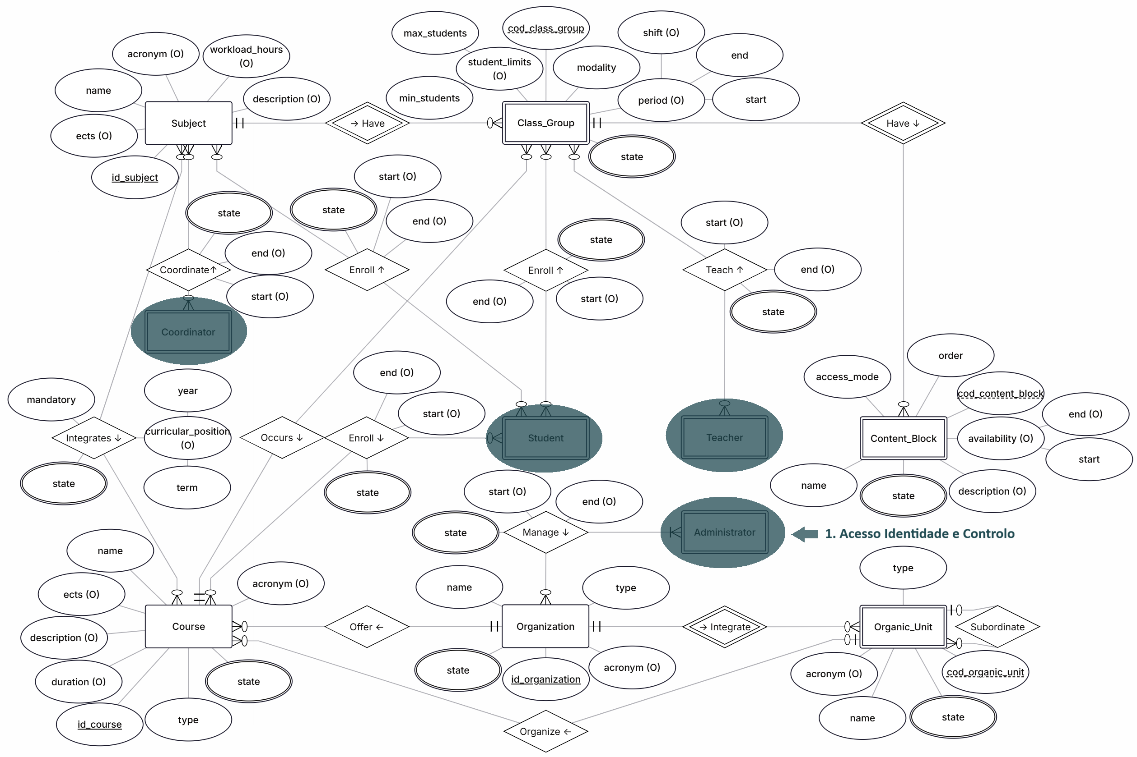 cod_class_group
max_students
shift (O)
acronym (O)
workload_hours
(O)
end
student_limits
(O)
modality
name
description (O)
min_students
period (O)
start
Subject
→ Have
Class_Group
Have ↓
ects (O)
state
id_subject
start (O)
state
state
end (O)
start (O)
state
end (O)
Coordinate↑
Enroll ↑
Enroll ↑
Teach ↑
end (O)
start (O)
end (O)
start (O)
state
Coordinator
order
end (O)
access_mode
year
cod_content_block
mandatory
start (O)
end (O)
curricular_position
(O)
Integrates ↓
Occurs ↓
Enroll ↓
Student
Teacher
Content_Block
availability (O)
start
state
term
state
start (O)
end (O)
name
state
description (O)
state
Manage ↓
Administrator
1. Acesso Identidade e Controlo
name
type
ects (O)
acronym (O)
name
type
description (O)
Course
Offer ←
Organization
→ Integrate
Organic_Unit
Subordinate
duration (O)
state
state
id_organization
acronym (O)
acronym (O)
cod_organic_unit
id_course
type
name
state
Organize ←